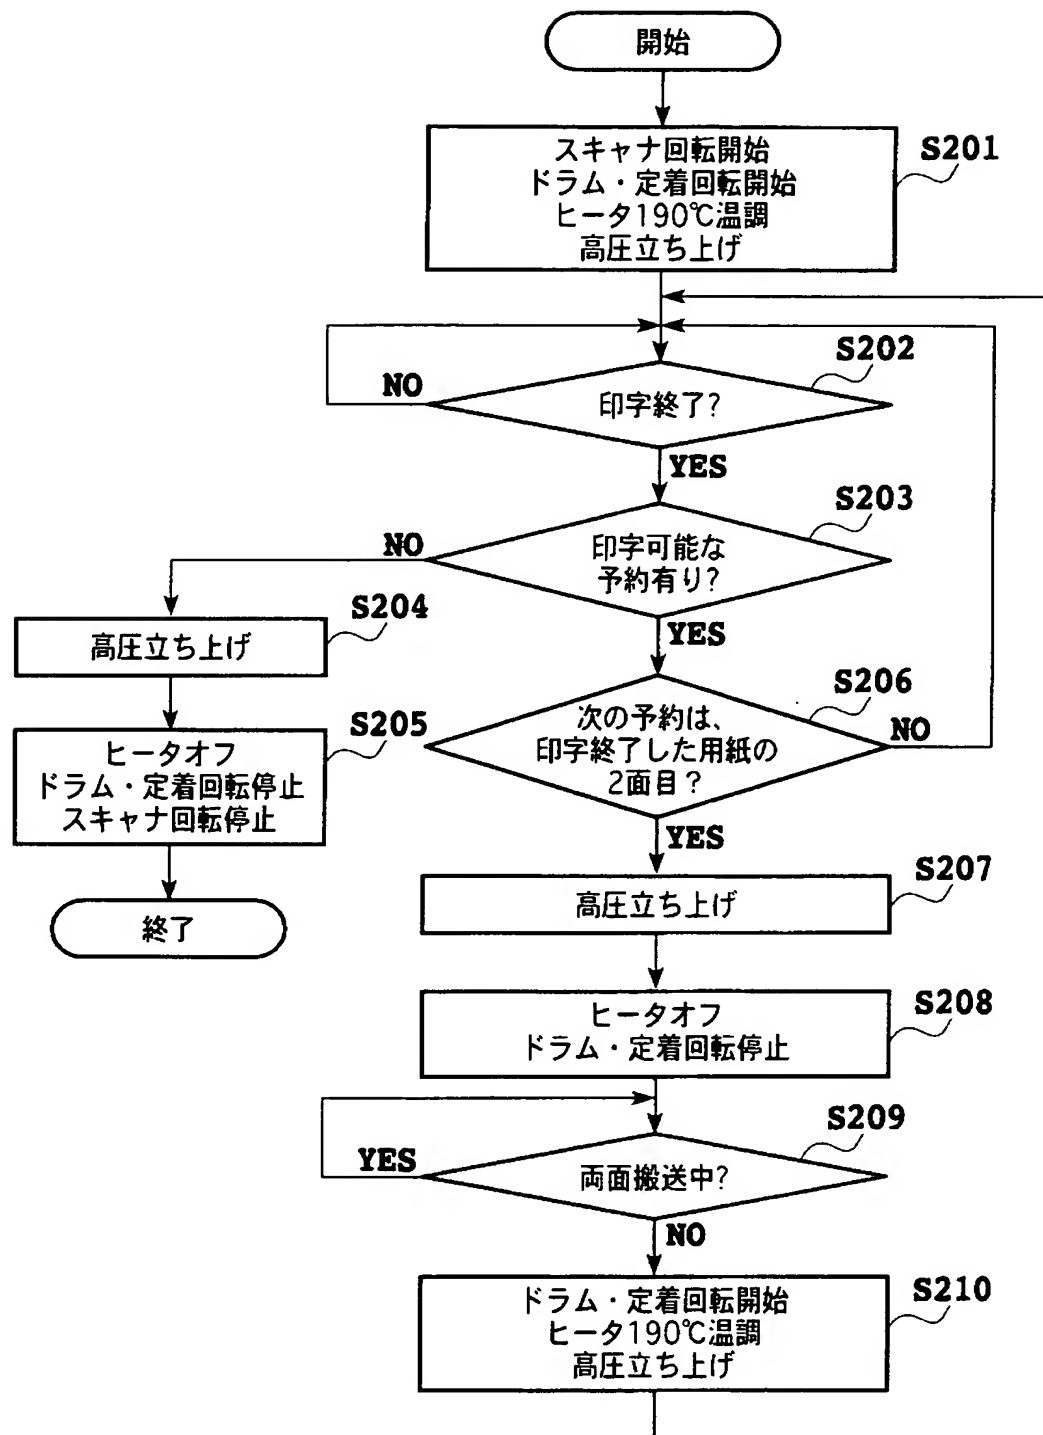 開始
スキャナ回転開始
ドラム・定着回転開始
ヒータ190℃温調
高圧立ち上げ
S201
S202
印字終了?
NO
YES
S203
印字可能な
予約有り?
NO
YES
S204
高圧立ち上げ
S205
ヒータオフ
ドラム・定着回転停止
スキャナ回転停止
終了
S206
次の予約は、
印字終了した用紙の
2面目?
NO
YES
S207
高圧立ち上げ
S208
ヒータオフ
ドラム・定着回転停止
S209
両面搬送中?
YES
NO
S210
ドラム・定着回転開始
ヒータ190℃温調
高圧立ち上げ